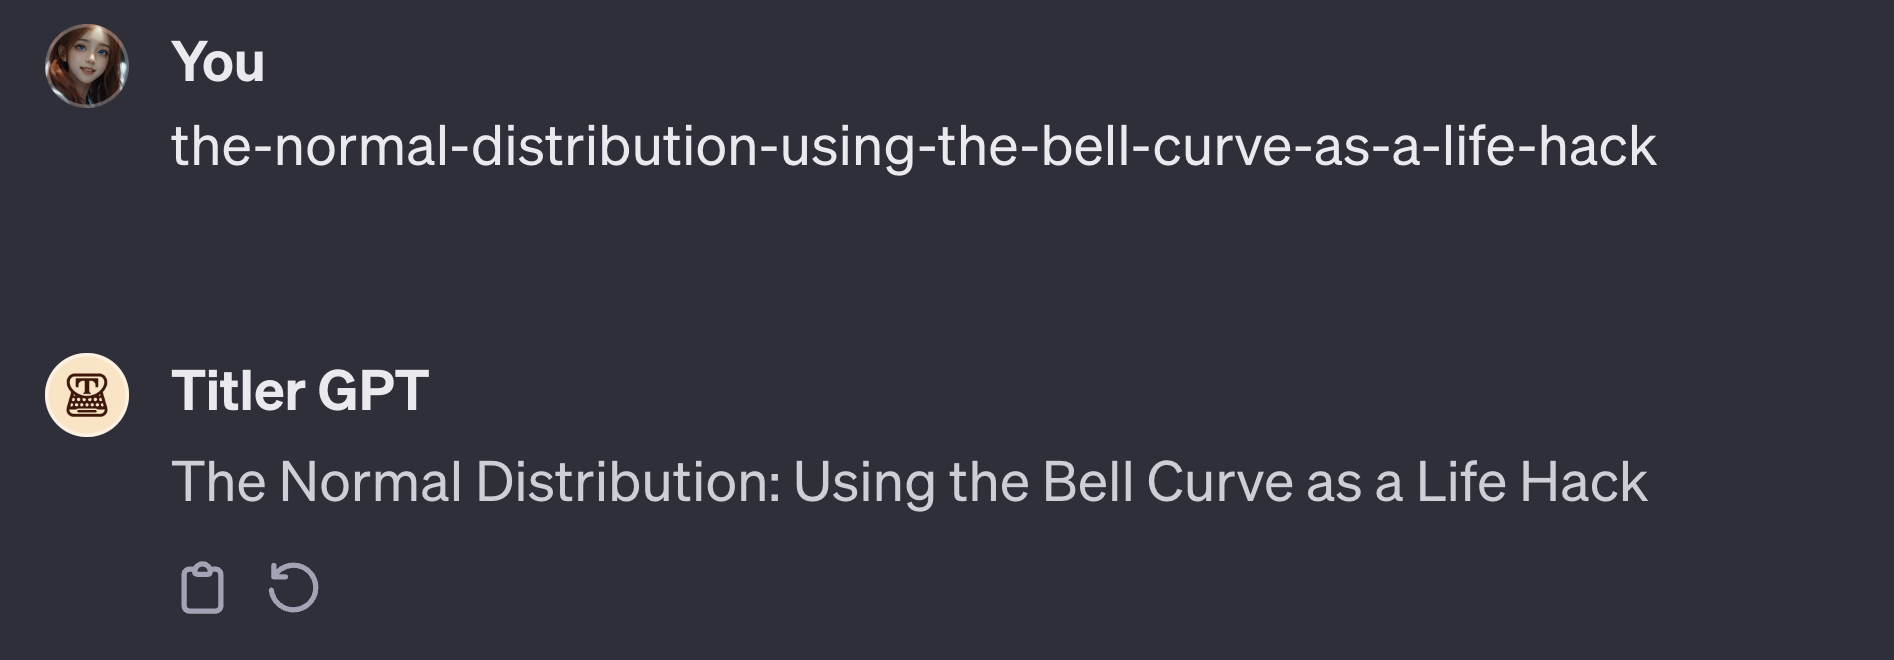 You
the-normal-distribution-using-the-bell-curve-as-a-life-hack
T
Titler GPT
The Normal Distribution: Using the Bell Curve as a Life Hack